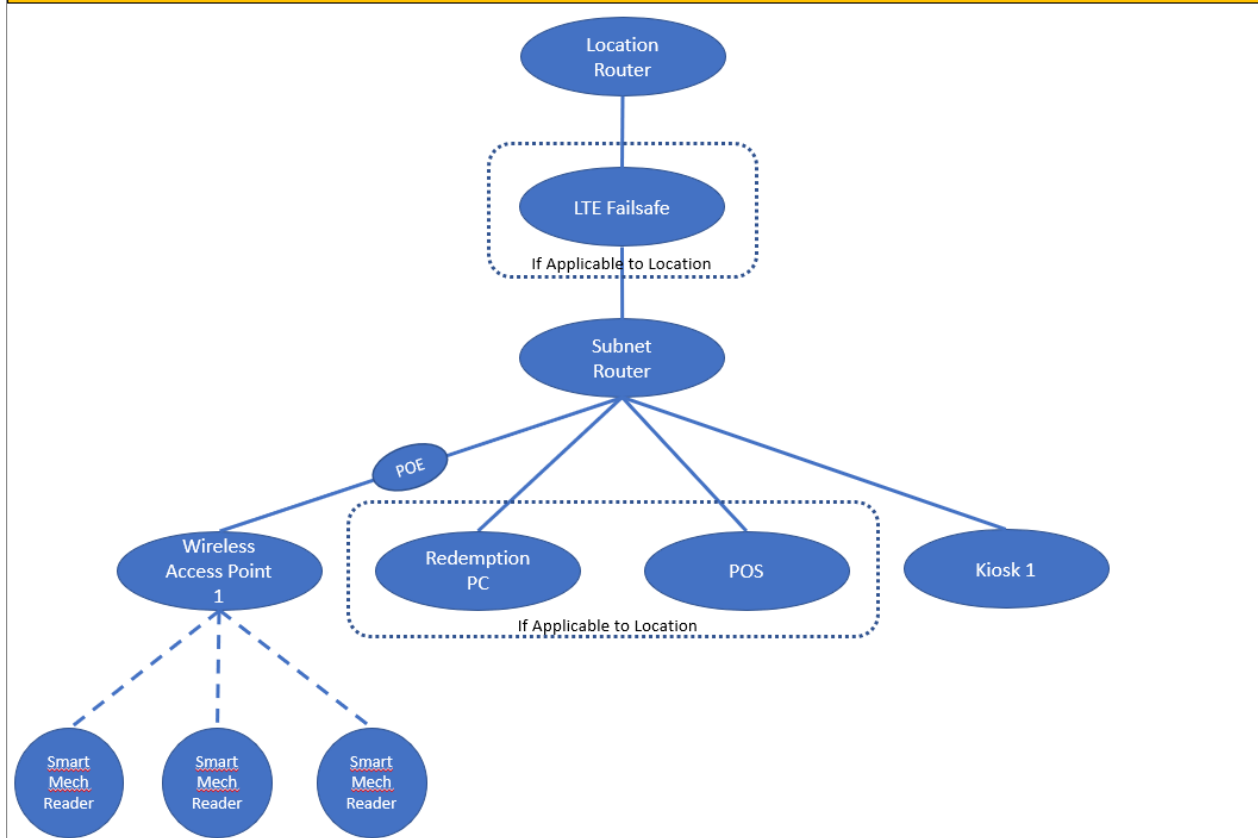 Location
Router
LTE Failsafe
If Applicable to Location
Subnet
Router
POE
Wireless
Access Point
1
Redemption
PC
POS
Kiosk 1
If Applicable to Location
Smart
Mech
Reader
Smart
Mech
Reader
Smart
Mech
Reader